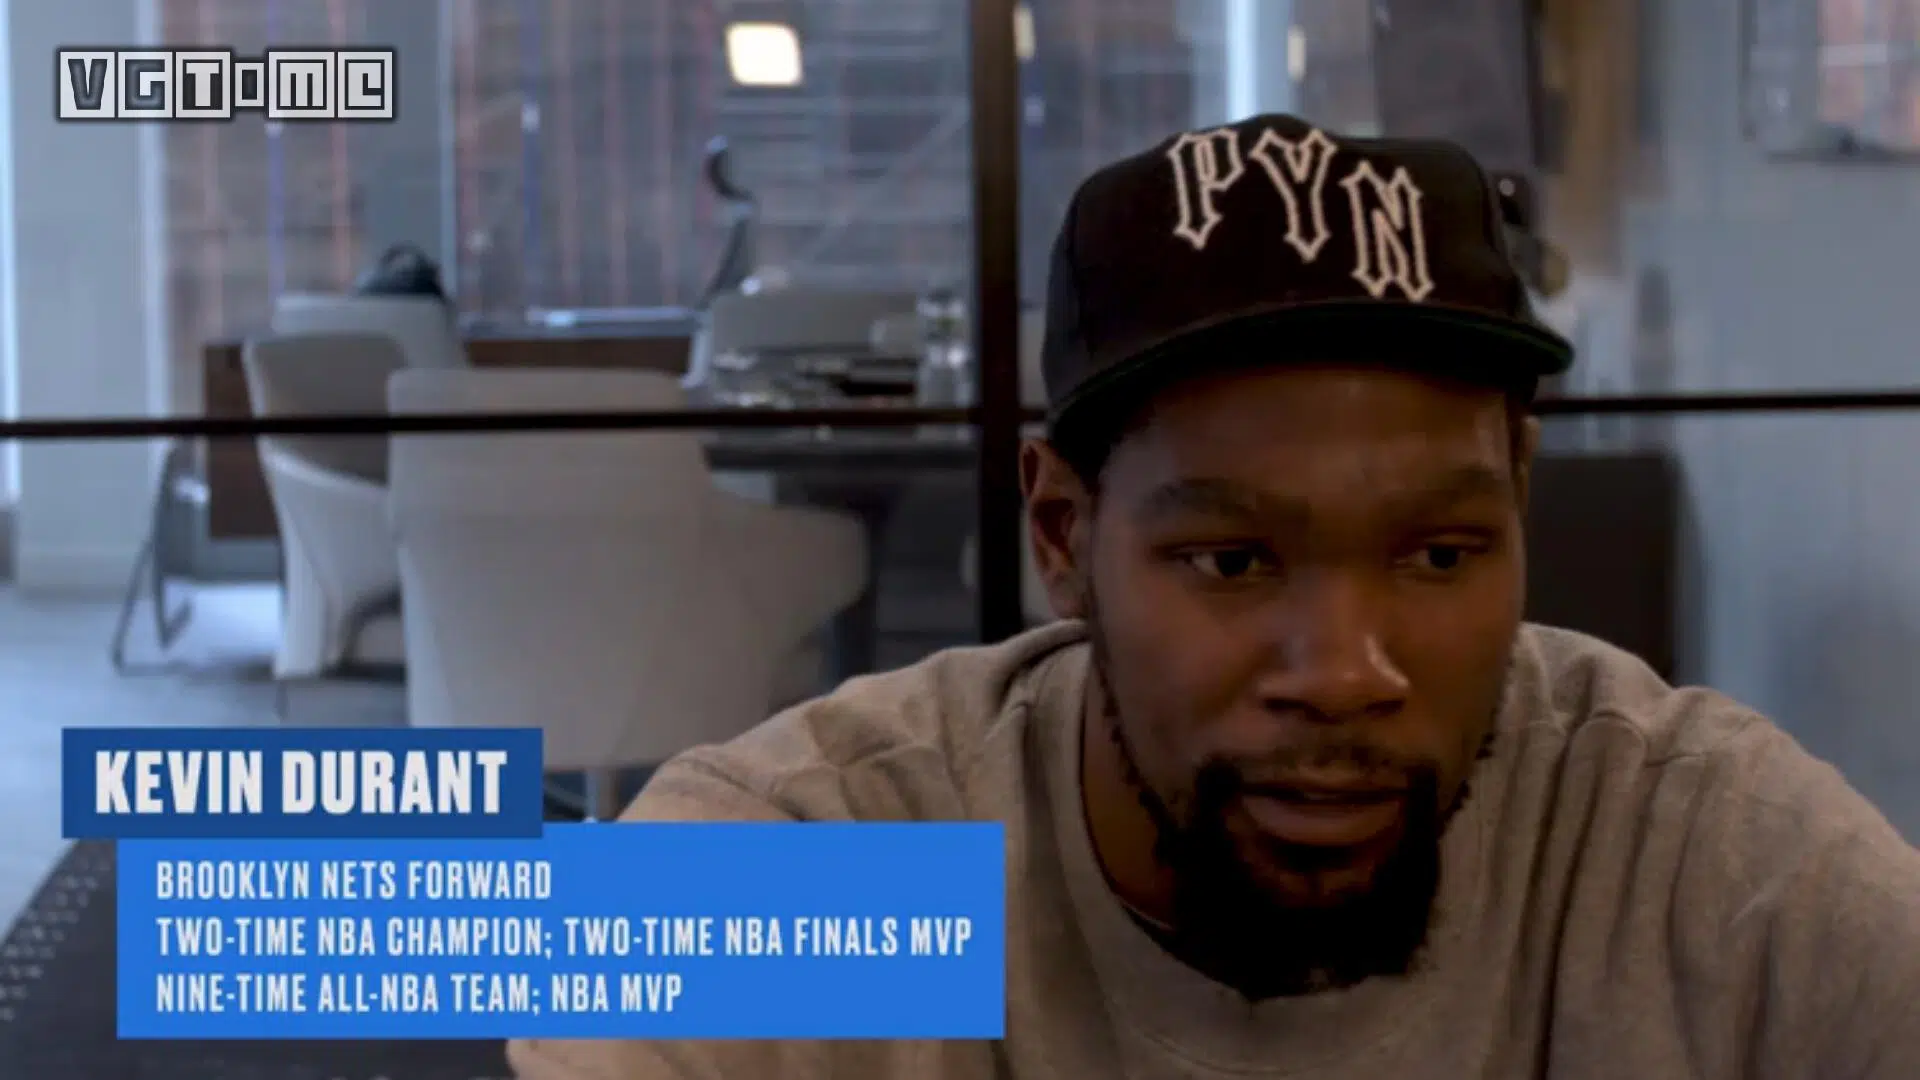 VGTIME
PYN
KEVIN DURANT
BROOKLYN NETS FORWARD
TWO-TIME NBA CHAMPION; TWO-TIME NBA FINALS MVP
NINE-TIME ALL-NBA TEAM; NBA MVP